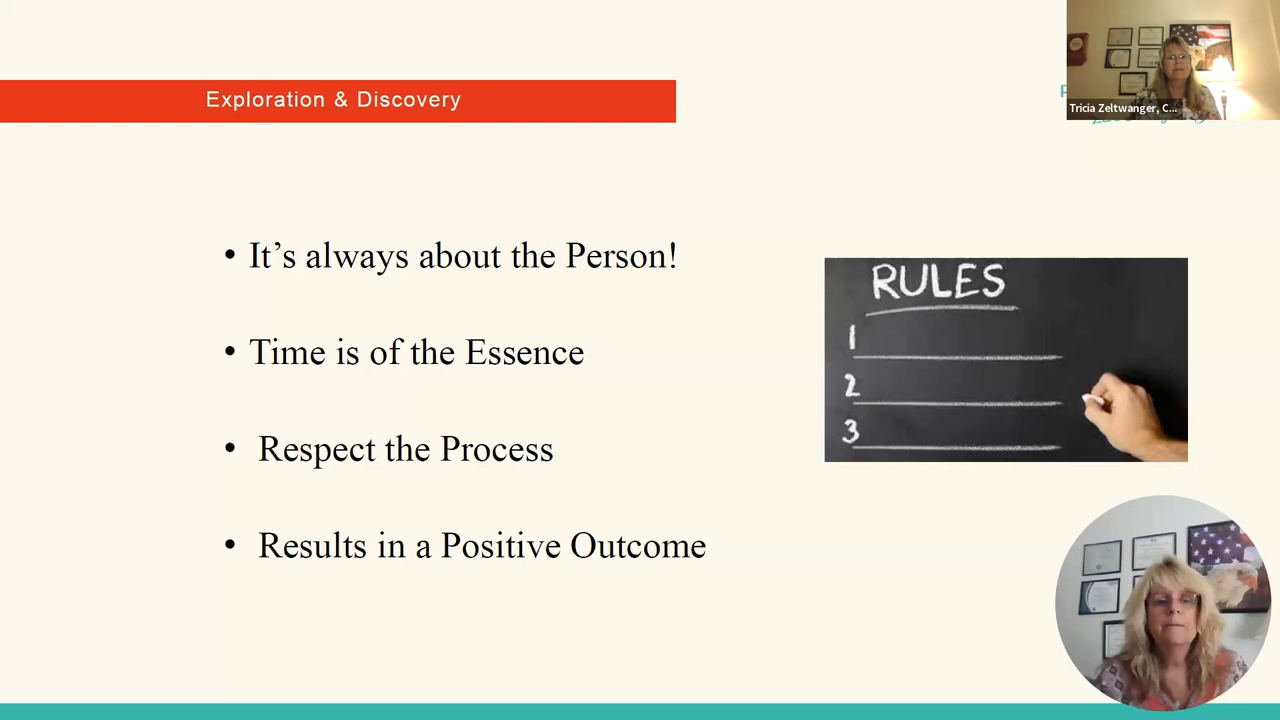 Exploration & Discovery
Tricia Zeltwanger, C...
• It’s always about the Person!
• Time is of the Essence
• Respect the Process
• Results in a Positive Outcome
RULES
1
2
3